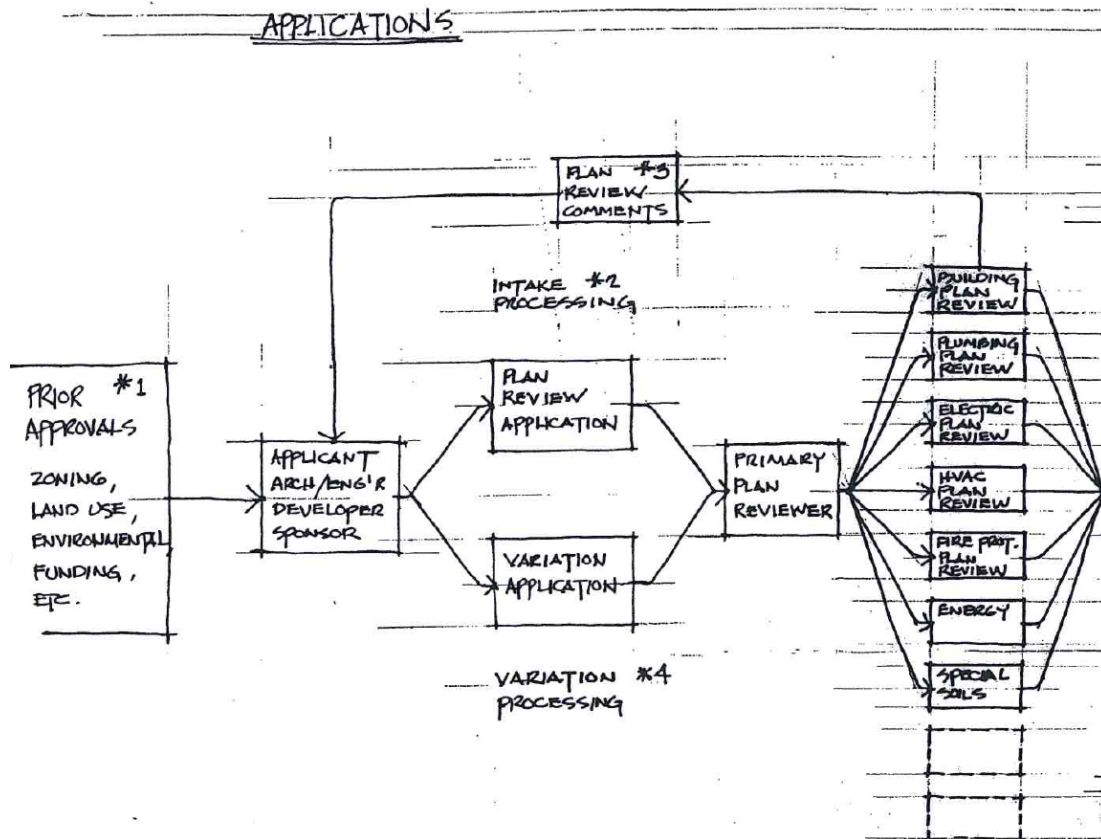 APPLICATIONS
PLAN #3
REVIEW
COMMENTS
INTAKE #2
PROCESSING
PRIOR #1
APPROVALS
ZONING,
LAND USE,
ENVIRONMENTAL
FUNDING,
ETC.
APPLICANT
ARCH/ENG'R
DEVELOPER
SPONSOR
PLAN
REVIEW
APPLICATION
VARIATION
APPLICATION
VARIATION #4
PROCESSING
PRIMARY
PLAN
REVIEWER
BUILDING
PLAN
REVIEW
PLUMBING
PLAN
REVIEW
ELECTRIC
PLAN
REVIEW
HVAC
PLAN
REVIEW
FIRE PROT.
PLAN
REVIEW
ENERGY
SPECIAL
SOILS